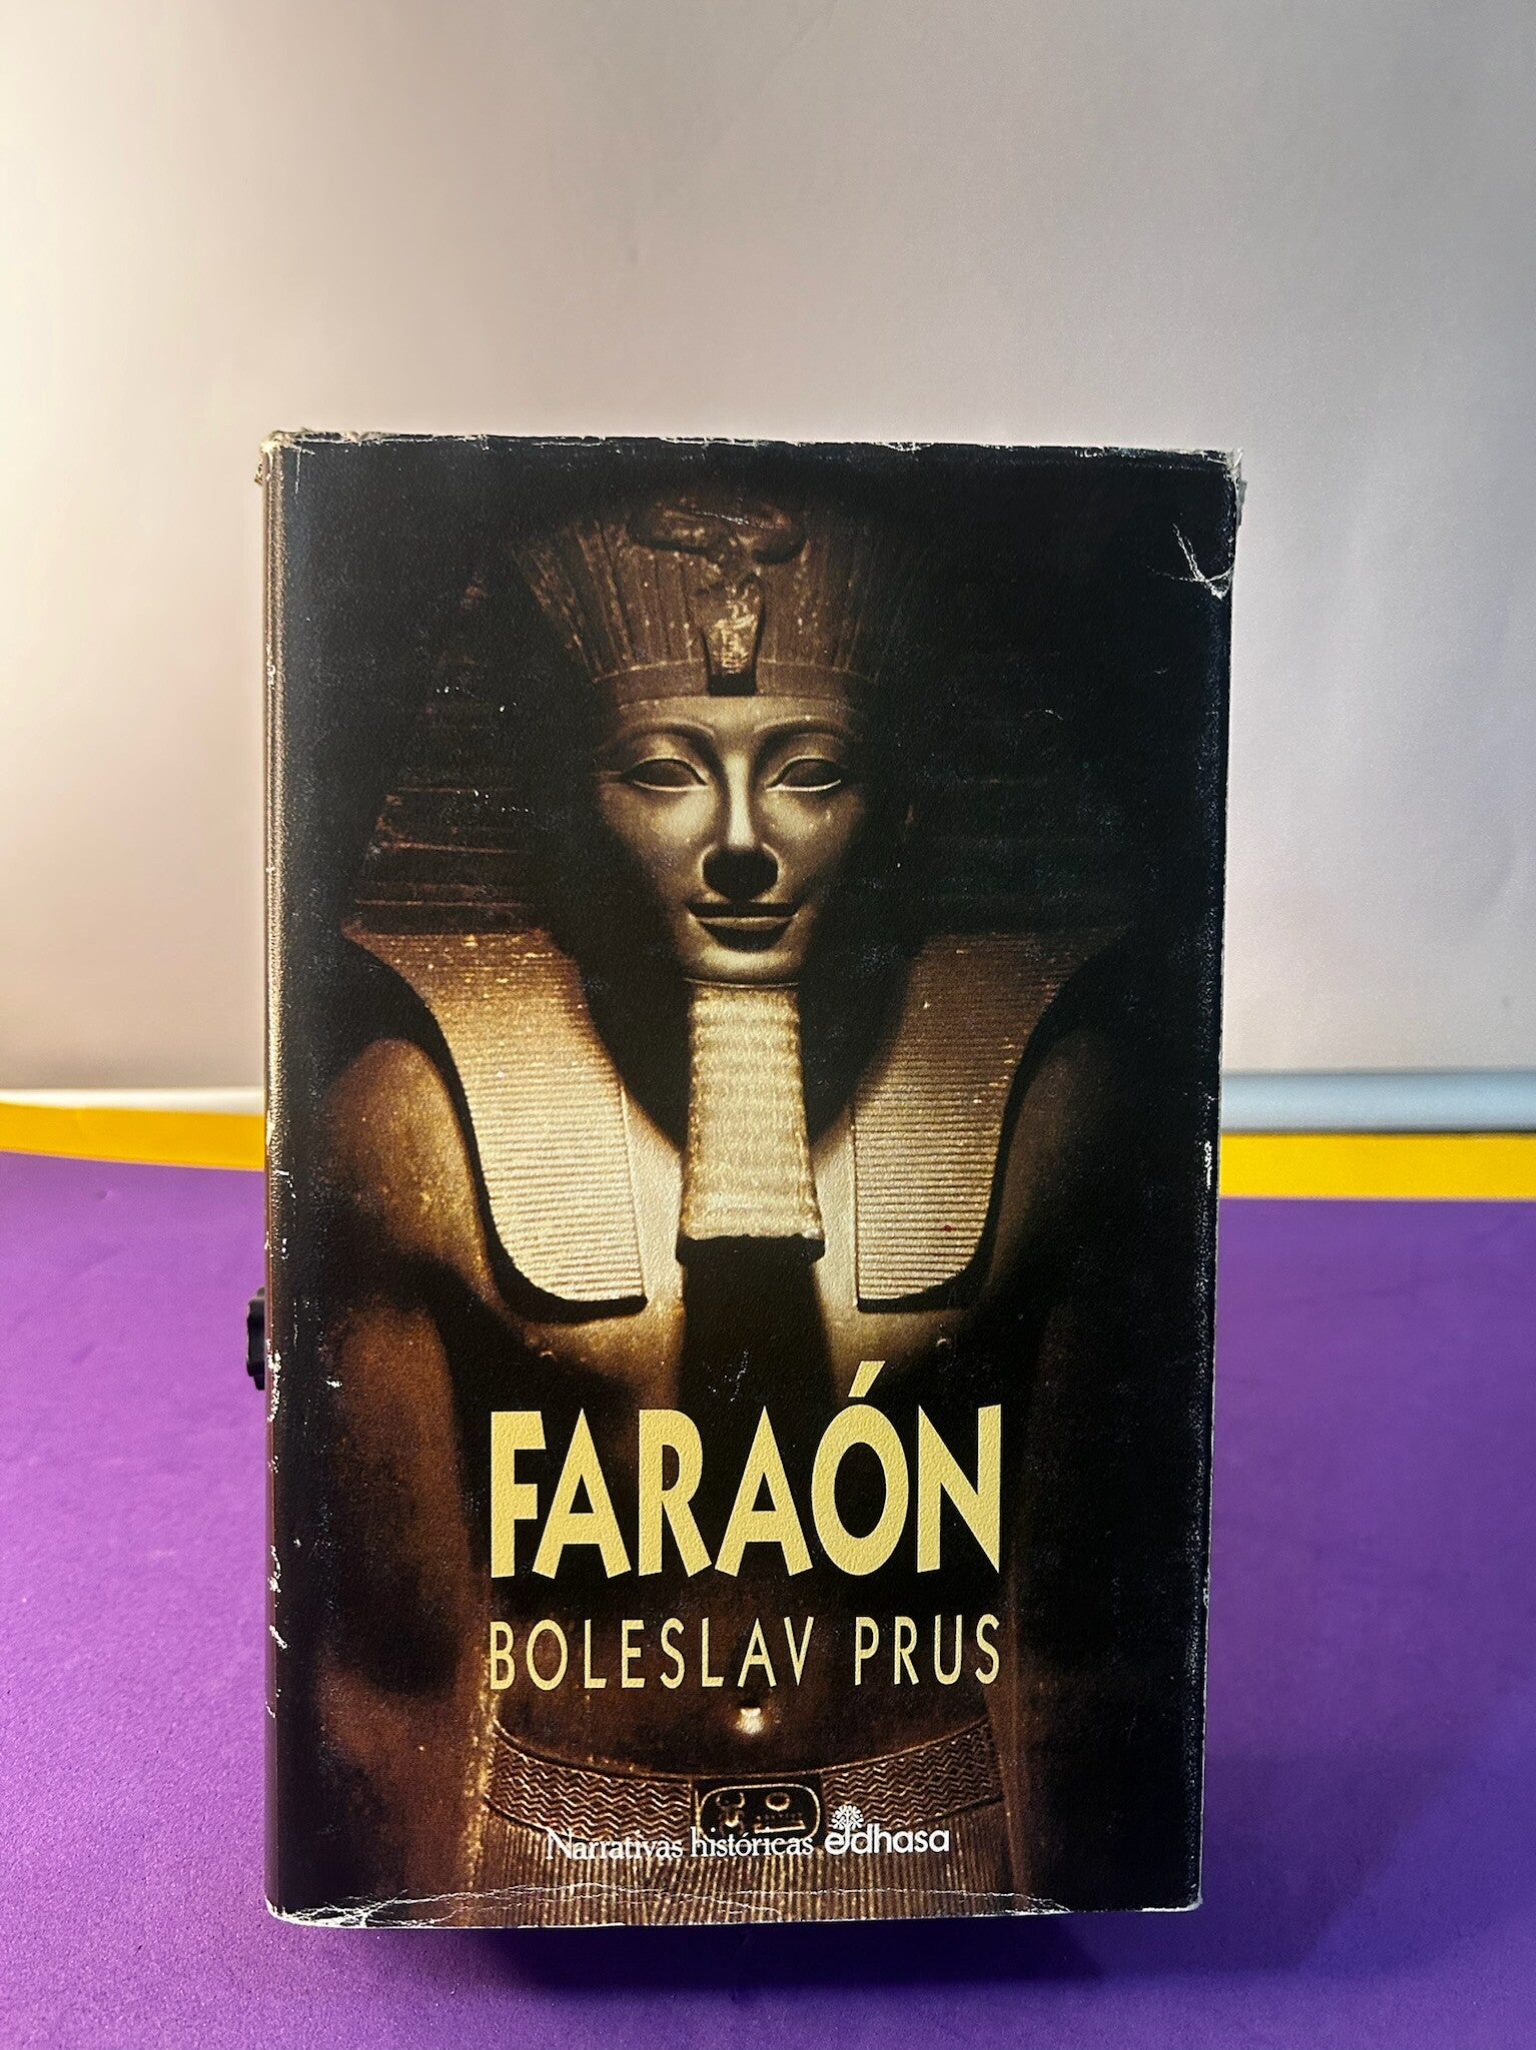 FARAÓN
BOLESLAV PRUS
Narrativas históricas edhasa